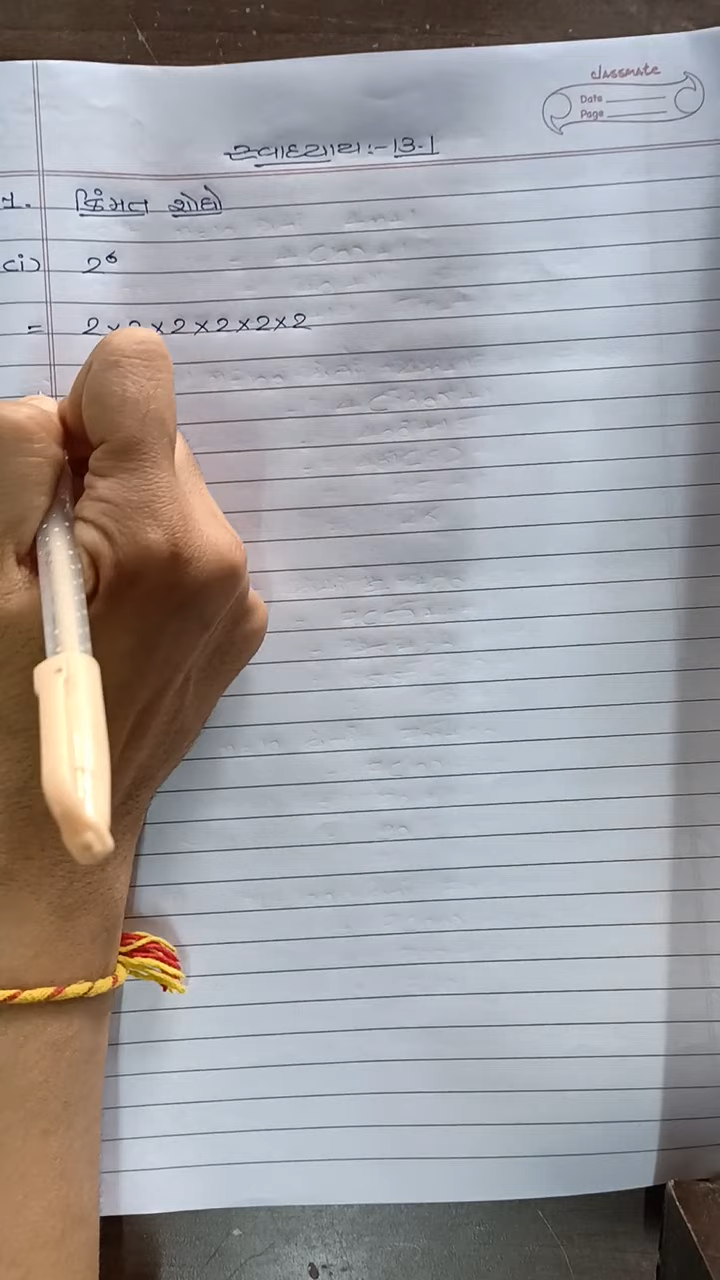 classmate
Date
Page
સ્વાધ્યાય:-13.1
1. કિંમત શોધો
(i) 2⁶
= 2×2×2×2×2×2